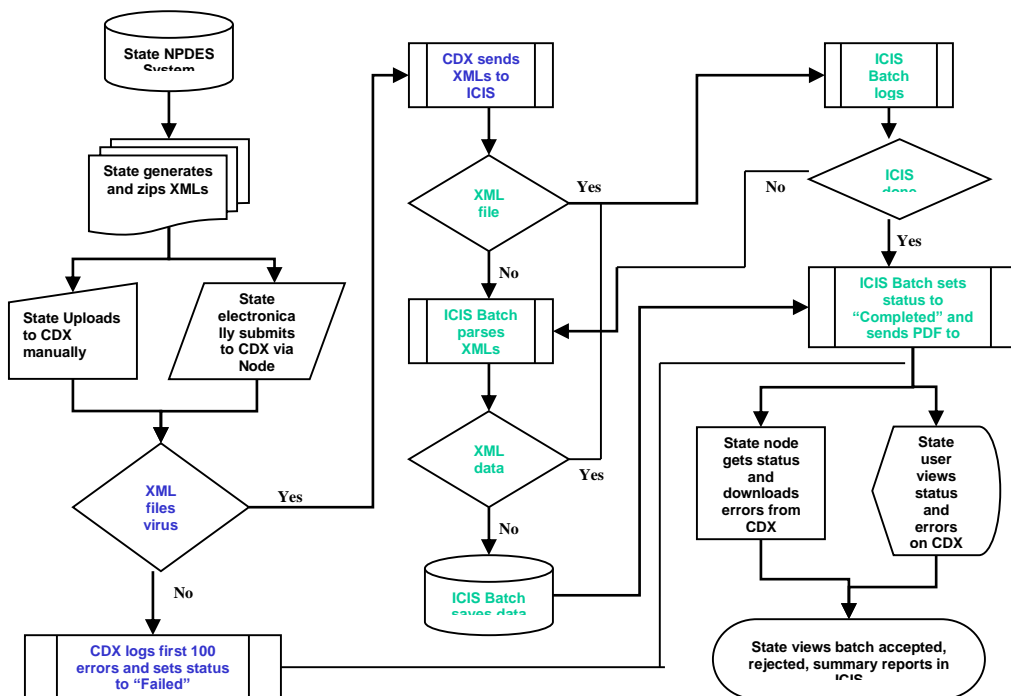 State NPDES
System
State generates
and zips XMLs
State Uploads
to CDX
manually
State
electronica
lly submits
to CDX via
Node
XML
files
virus
Yes
No
CDX logs first 100
errors and sets status
to “Failed”
CDX sends
XMLs to
ICIS
XML
file
Yes
No
ICIS Batch
parses
XMLs
XML
data
Yes
No
ICIS Batch
saves data
ICIS
Batch
logs
ICIS
done
No
Yes
ICIS Batch sets
status to
“Completed” and
sends PDF to
State node
gets status
and
downloads
errors from
CDX
State
user
views
status
and
errors
on CDX
State views batch accepted,
rejected, summary reports in
ICIS